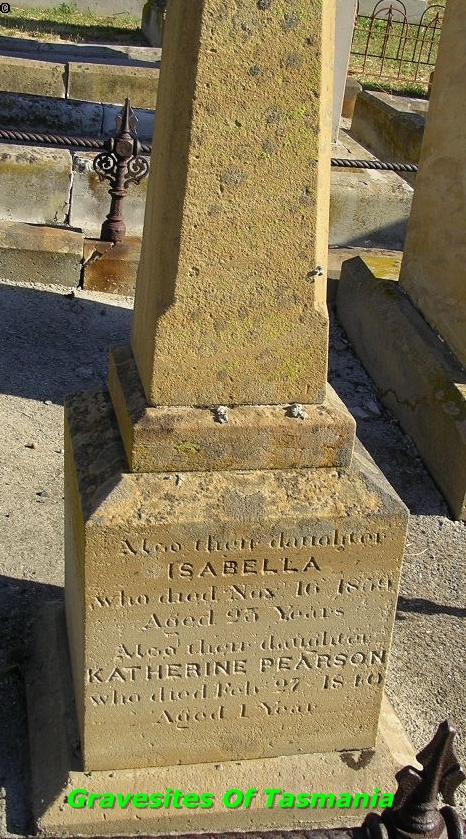 ©
Also their daughter
ISABELLA
who died Nov 16 1859
Aged 23 Years
Also their daughter
KATHERINE PEARSON
who died Feb 27 1840
Aged 1 Year
Gravesites Of Tasmania